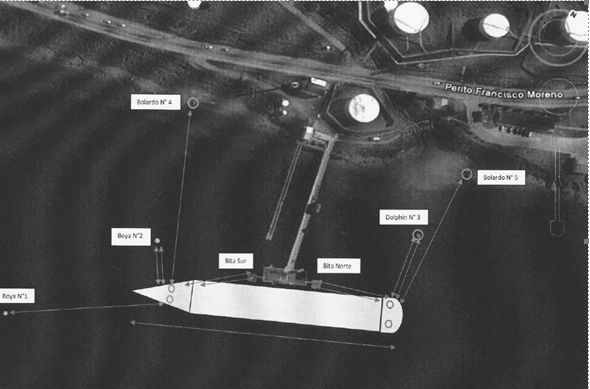 N
Perito Francisco Moreno
Bolardo N° 4
Bolardo N° 5
Dolphin N° 3
Boya N°2
Bita Sur
Bita Norte
Boya N°1